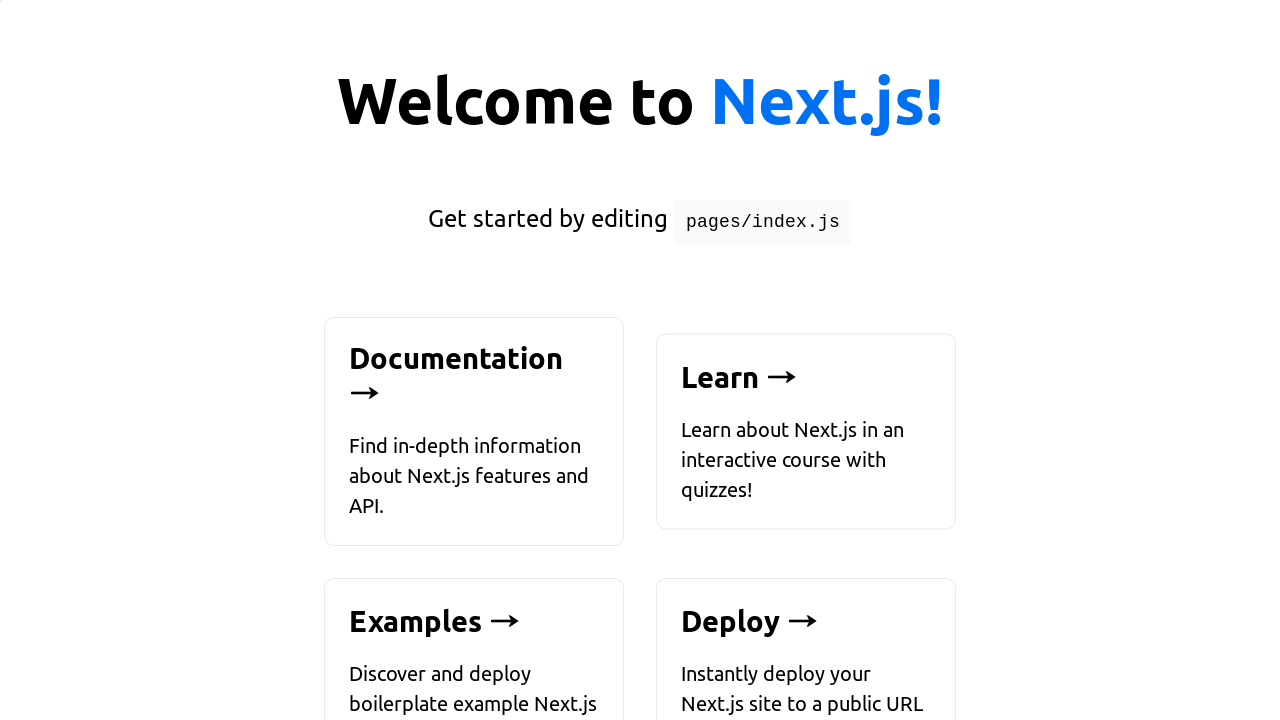 Welcome to Next.js!
Get started by editing pages/index.js
Documentation
→
Find in-depth information
about Next.js features and
API.
Learn →
Learn about Next.js in an
interactive course with
quizzes!
Examples →
Discover and deploy
boilerplate example Next.js
Deploy →
Instantly deploy your
Next.js site to a public URL